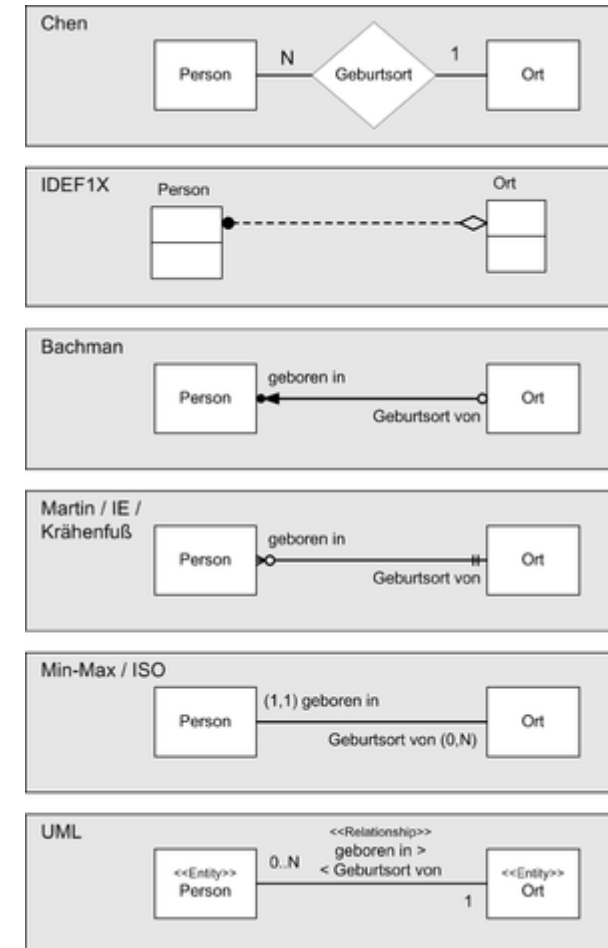 Chen
Person
N
Geburtsort
1
Ort
IDEF1X
Person
Ort
Bachman
Person
geboren in
Geburtsort von
Ort
Martin / IE /
Krähenfuß
Person
geboren in
Geburtsort von
Ort
Min-Max / ISO
Person
(1,1) geboren in
Geburtsort von (0,N)
Ort
UML
<<Entity>>
Person
0..N
<<Relationship>>
geboren in >
< Geburtsort von
1
<<Entity>>
Ort